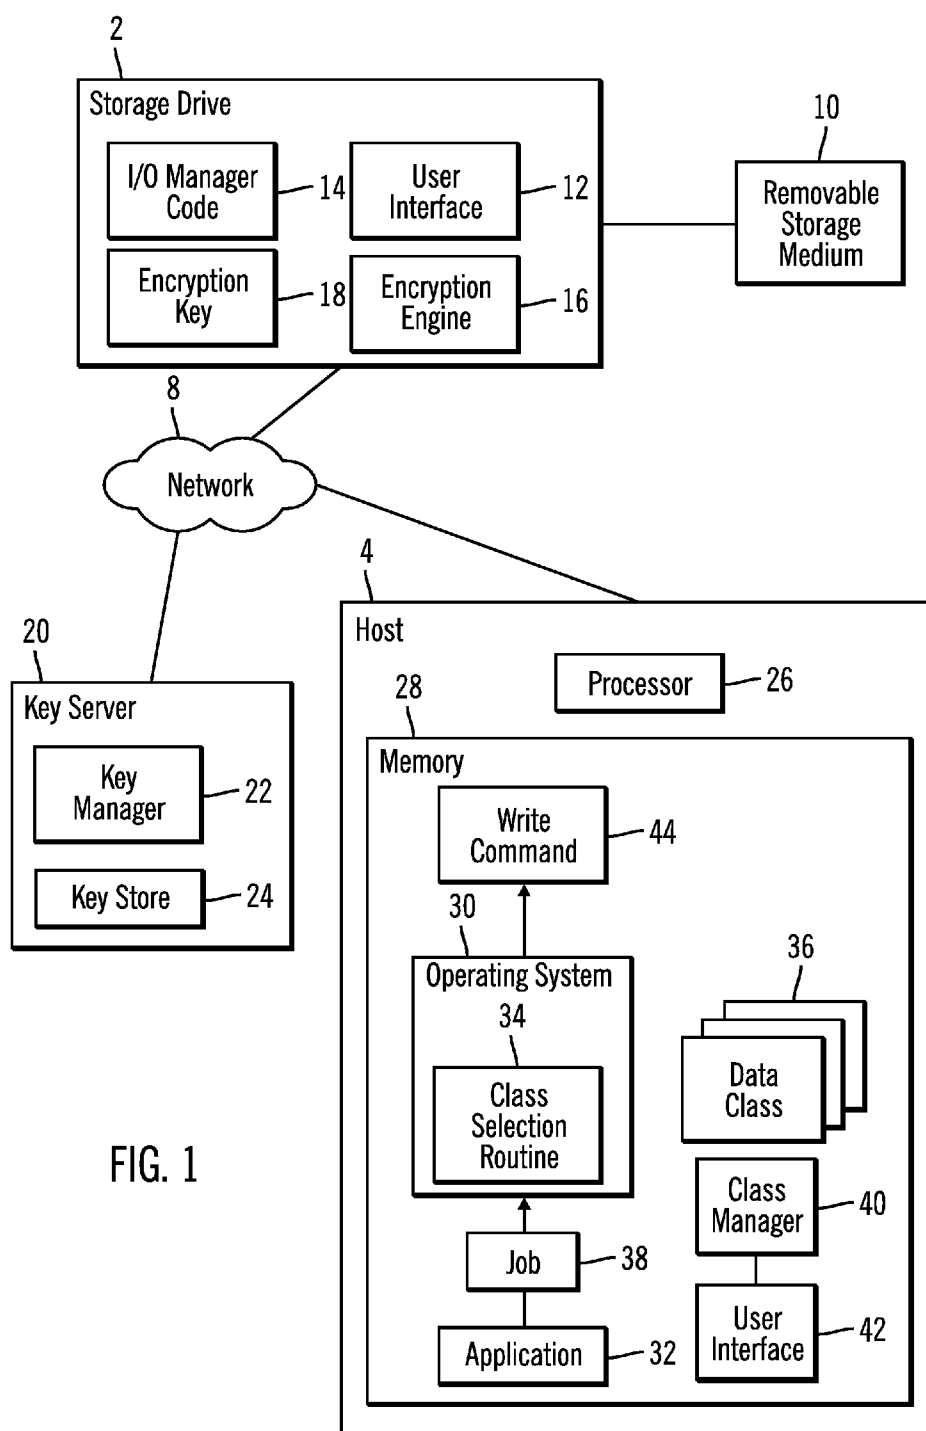 2
Storage Drive
10
I/O Manager
Code
14
User
Interface
12
Removable
Storage
Medium
Encryption
Key
18
Encryption
Engine
16
8
Network
4
20
Host
Key Server
Processor
26
28
Key
Manager
22
Memory
Write
Command
44
Key Store
24
30
Operating System
36
34
Class
Selection
Routine
Data
Class
FIG. 1
Class
Manager
40
Job
38
User
Interface
42
Application
32